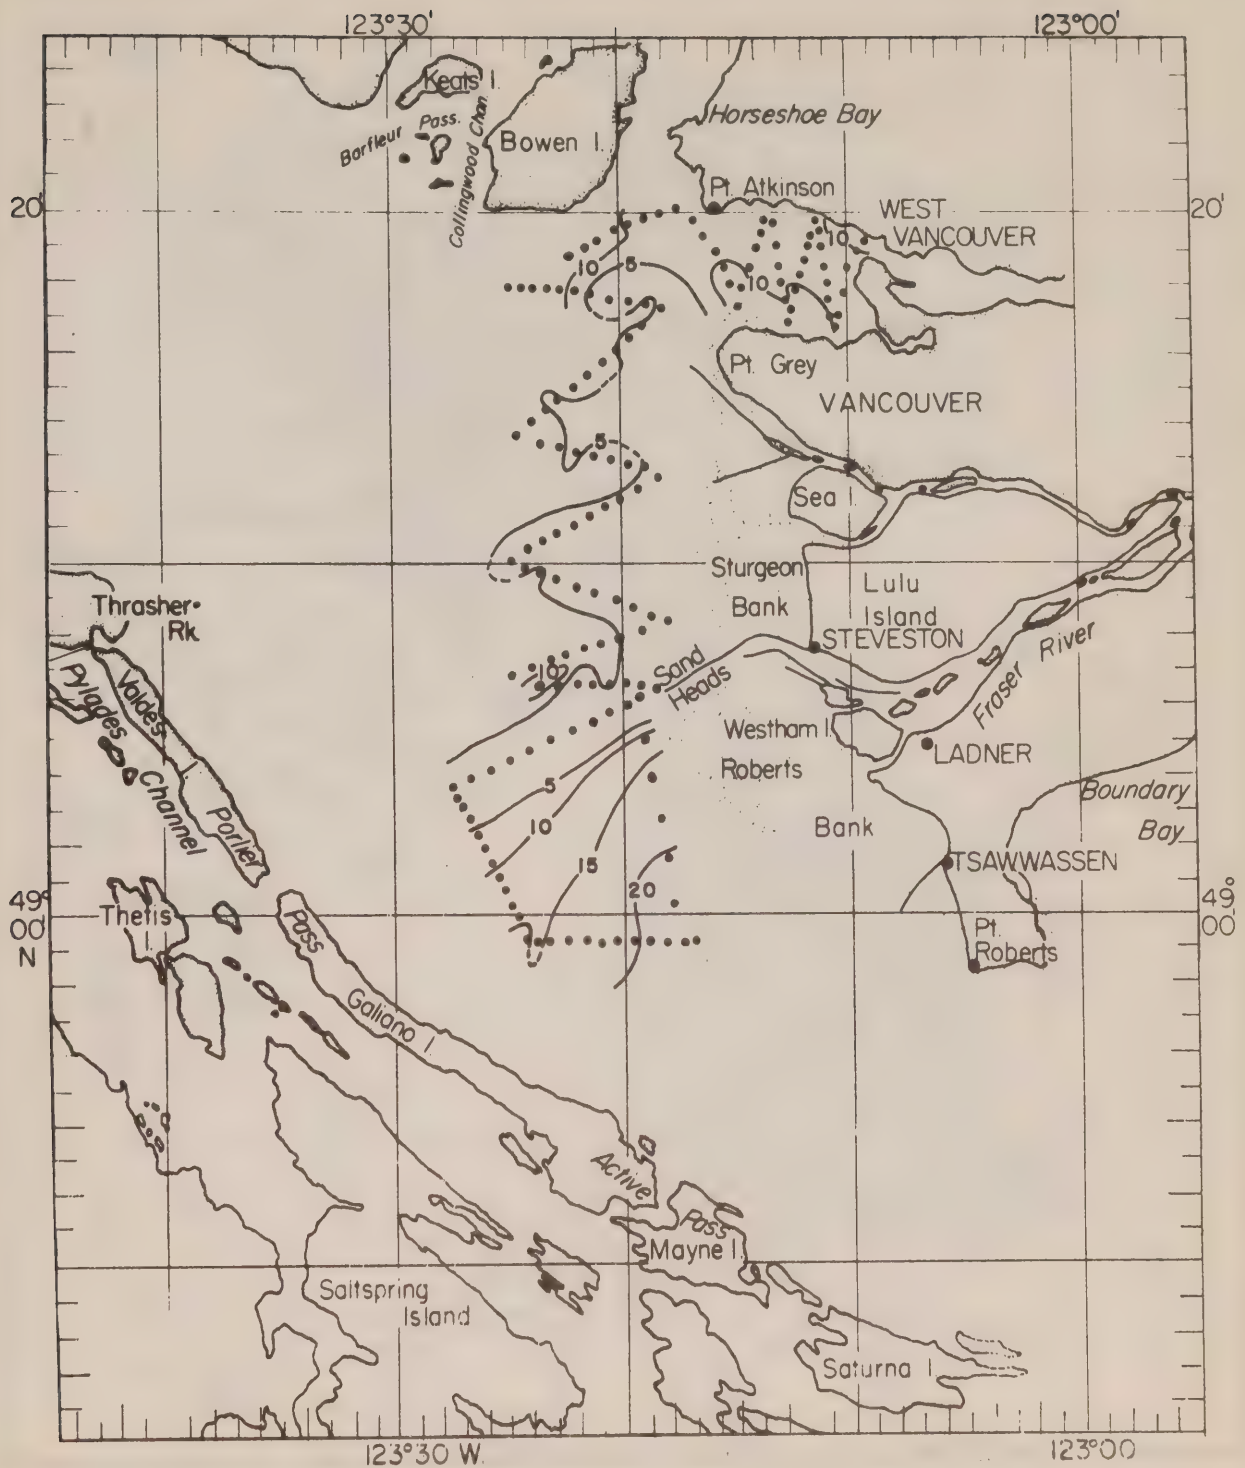 123°30'
123°00'
Keats I.
Pass.
Barfleur
Collingwood Chan.
Bowen I.
Horseshoe Bay
Pt. Atkinson
20'
20'
WEST
VANCOUVER
10
10
5
10
Pt. Grey
VANCOUVER
5
Sea I.
Sturgeon
Bank
Lulu
Island
Thrasher
Rk.
STEVESTON
Sand
Heads
River
Fraser
10
Pylades
Channel
Valdes
Westham I.
LADNER
Roberts
Bank
Boundary
Bay
5
10
Porlier
Pass
15
20
TSAWWASSEN
49°
00'
N
49°
00'
Thetis
Pt.
Roberts
Galiano I.
Active
Pass
Mayne I.
Saltspring
Island
Saturna I.
123°30 W.
123°00